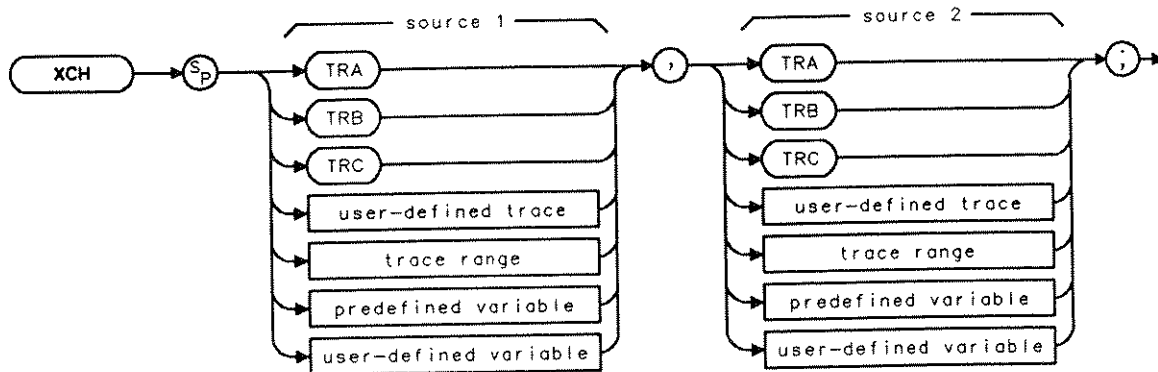 source 1
source 2
XCH
SP
TRA
,
TRA
;
TRB
TRB
TRC
TRC
user-defined trace
user-defined trace
trace range
trace range
predefined variable
predefined variable
user-defined variable
user-defined variable